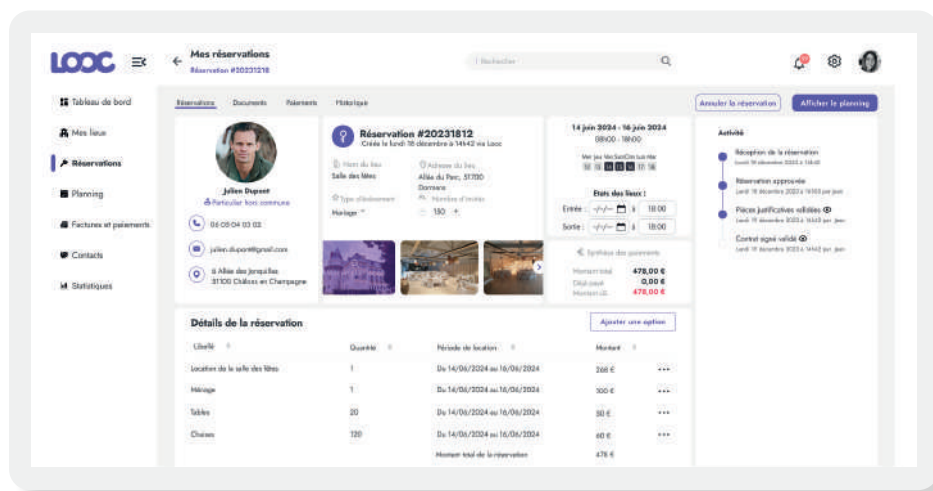 LOOC
Mes réservations
Réservation #20231218
Rechercher
Tableau de bord
Mes lieux
Réservations
Planning
Factures et paiements
Contacts
Statistiques
Réservations Documents Paiements Historique
Annuler la réservation
Afficher le planning
Julien Dupont
Particulier hors commune
06 03 04 03 02
julien.dupont@gmail.com
51100 Châlons en Champagne
Réservation #20231812
Créée le lundi 18 décembre à 14h42 via Looc
Nom du lieu
Salle des fêtes
Adresse du lieu
Allée du Parc, 51700
Dormans
Type d'événement
Mariage
Nombre d'invités
- 150 +
14 juin 2024 - 16 juin 2024
08h00 - 18h00
Etats des lieux :
Entrée : --/--/-- à 18:00
Sortie : --/--/-- à 18:00
Synthèse des paiements
Montant total 478,00 €
Déjà payé 0,00 €
Montant dû 478,00 €
Activité
Réception de la réservation
Réservation approuvée
Pièces justificatives validées
Contrat signé validé
Détails de la réservation
Ajouter une option
Libellé Quantité Période de location Montant
Location de la salle des fêtes 1 Du 14/06/2024 au 16/06/2024 268 €
Ménage 1 Du 14/06/2024 au 16/06/2024 100 €
Tables 20 Du 14/06/2024 au 16/06/2024 50 €
Chaises 120 Du 14/06/2024 au 16/06/2024 60 €
Montant total de la réservation 478 €